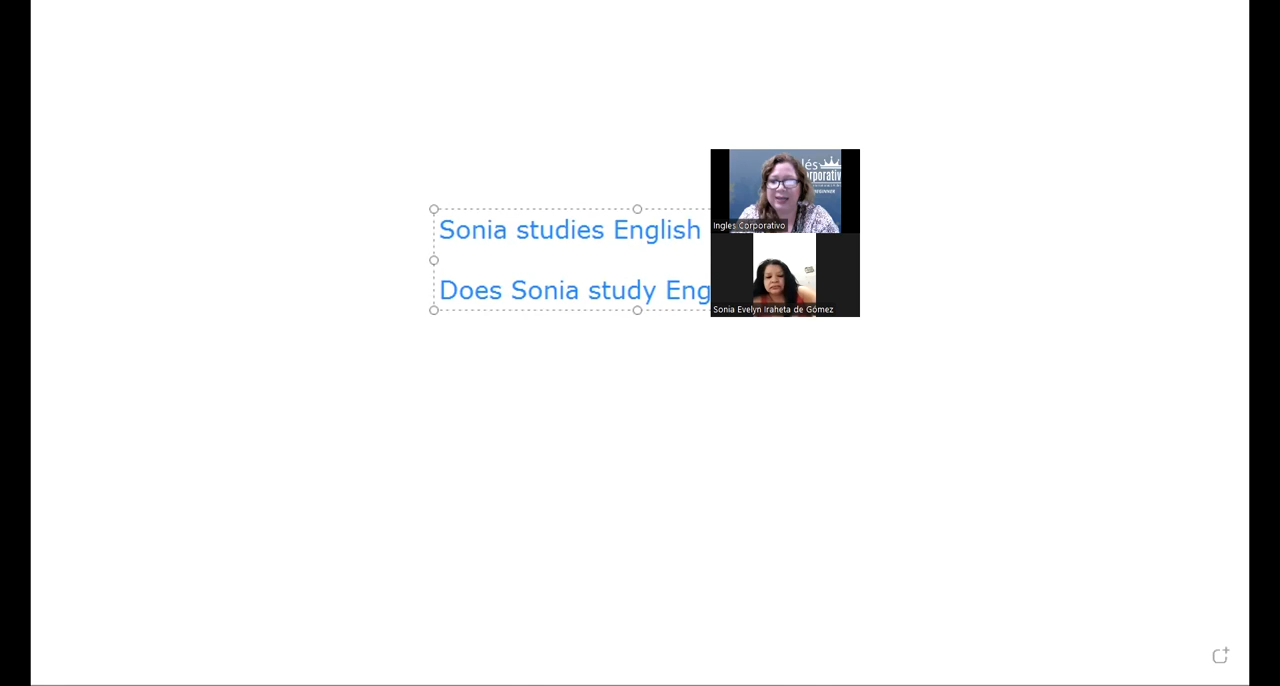 Sonia studies English
Does Sonia study Eng
Ingles Corporativo
Sonia Evelyn Iraheta de Gómez